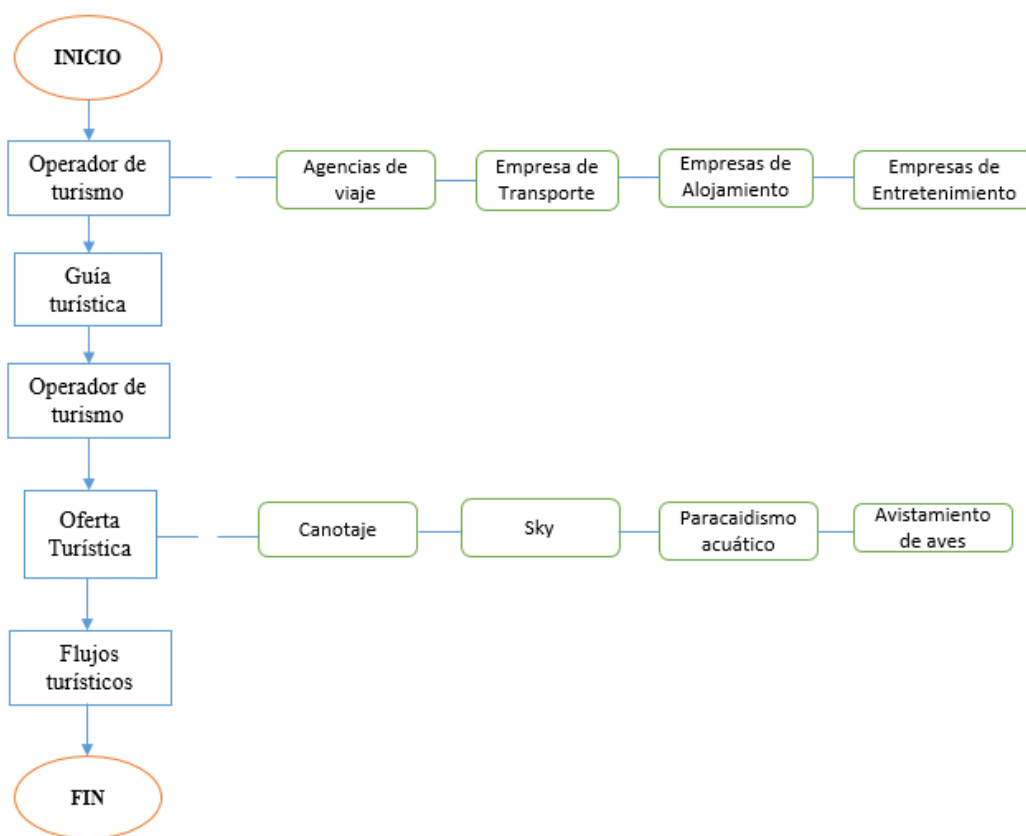 INICIO
Operador de
turismo
Agencias de
viaje
Empresa de
Transporte
Empresas de
Alojamiento
Empresas de
Entretenimiento
Guía
turística
Operador de
turismo
Oferta
Turística
Canotaje
Sky
Paracaidismo
acuático
Avistamiento
de aves
Flujos
turísticos
FIN